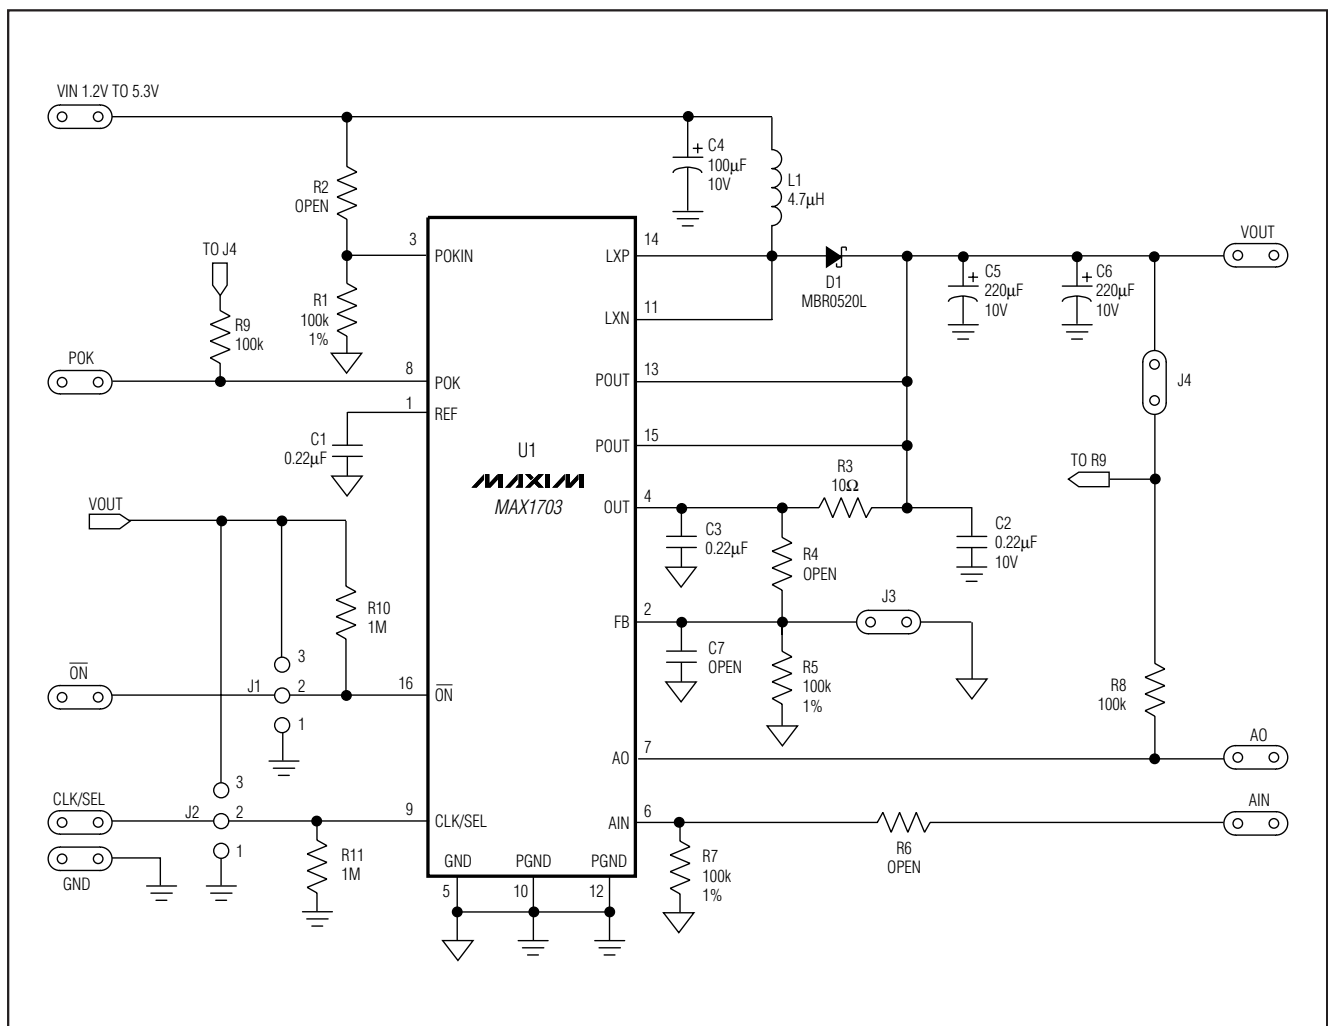 VIN 1.2V TO 5.3V
C4
100µF
10V
+
L1
4.7µH
R2
OPEN
TO J4
3
POKIN
14
LXP
D1
MBR0520L
VOUT
+
C5
220µF
10V
+
C6
220µF
10V
R1
100k
1%
R9
100k
11
LXN
POK
8
POK
13
POUT
J4
1
REF
C1
0.22µF
15
POUT
U1
MAXIM
MAX1703
TO R9
VOUT
4
OUT
R3
10Ω
C3
0.22µF
R4
OPEN
C2
0.22µF
10V
R10
1M
2
FB
J3
C7
OPEN
R5
100k
1%
ON
J1
3
2
1
16
ON
R8
100k
7
AO
AO
CLK/SEL
J2
3
2
1
9
CLK/SEL
6
AIN
AIN
R6
OPEN
R7
100k
1%
GND
R11
1M
GND
PGND
PGND
5
10
12